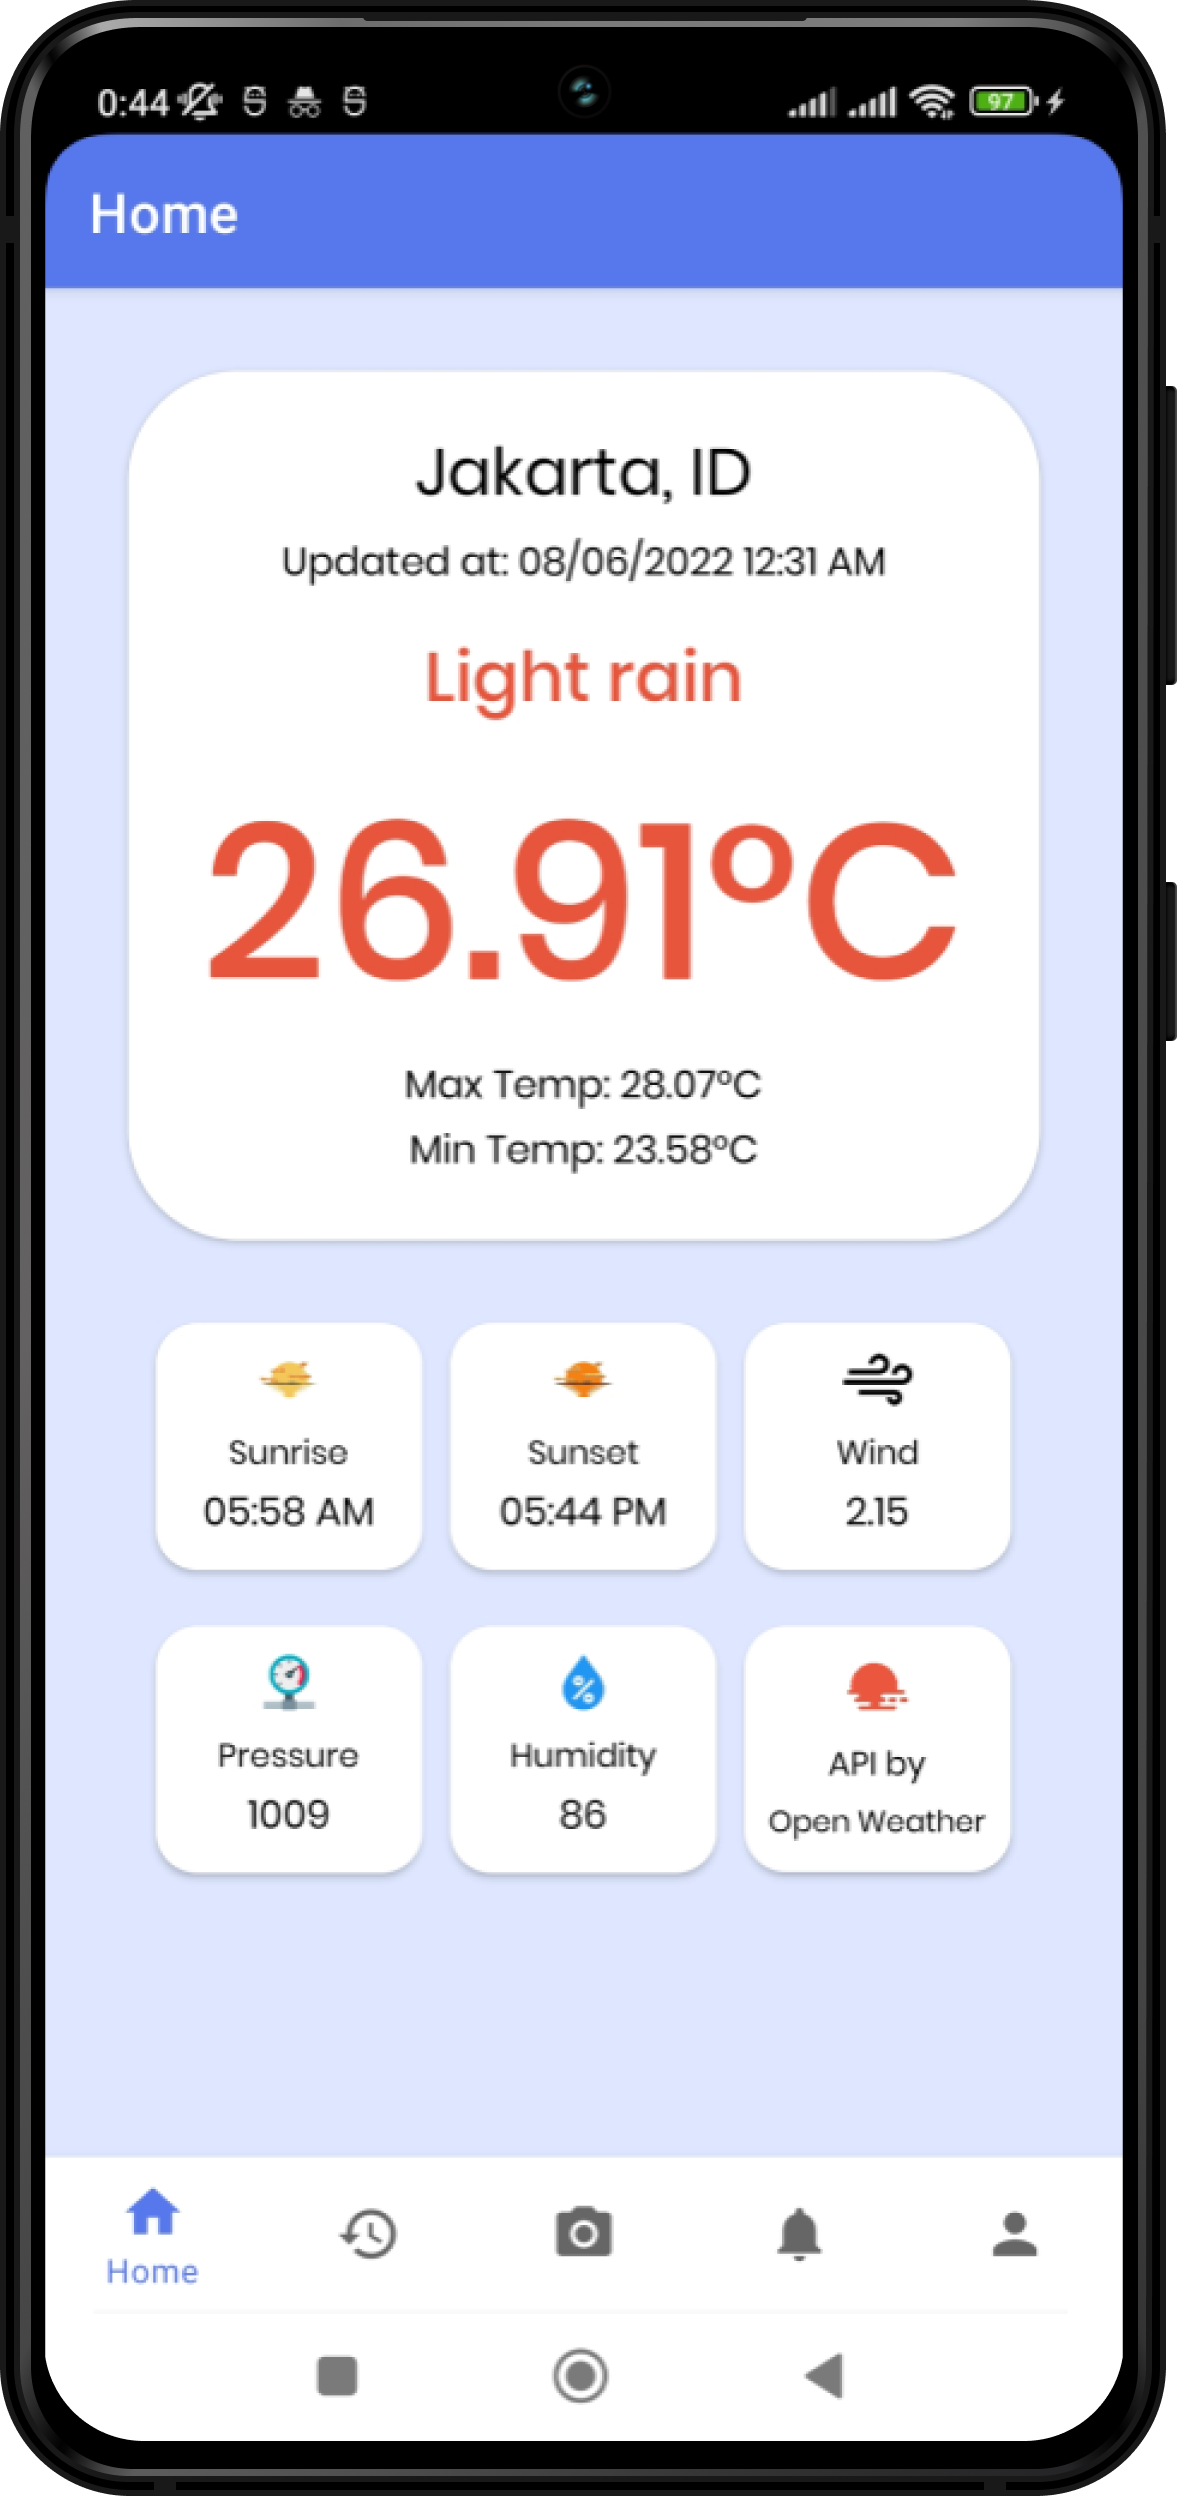 0:44
97
Home
Jakarta, ID
Updated at: 08/06/2022 12:31 AM
Light rain
26.91°C
Max Temp: 28.07°C
Min Temp: 23.58°C
Sunrise
05:58 AM
Sunset
05:44 PM
Wind
2.15
Pressure
1009
Humidity
86
API by
Open Weather
Home